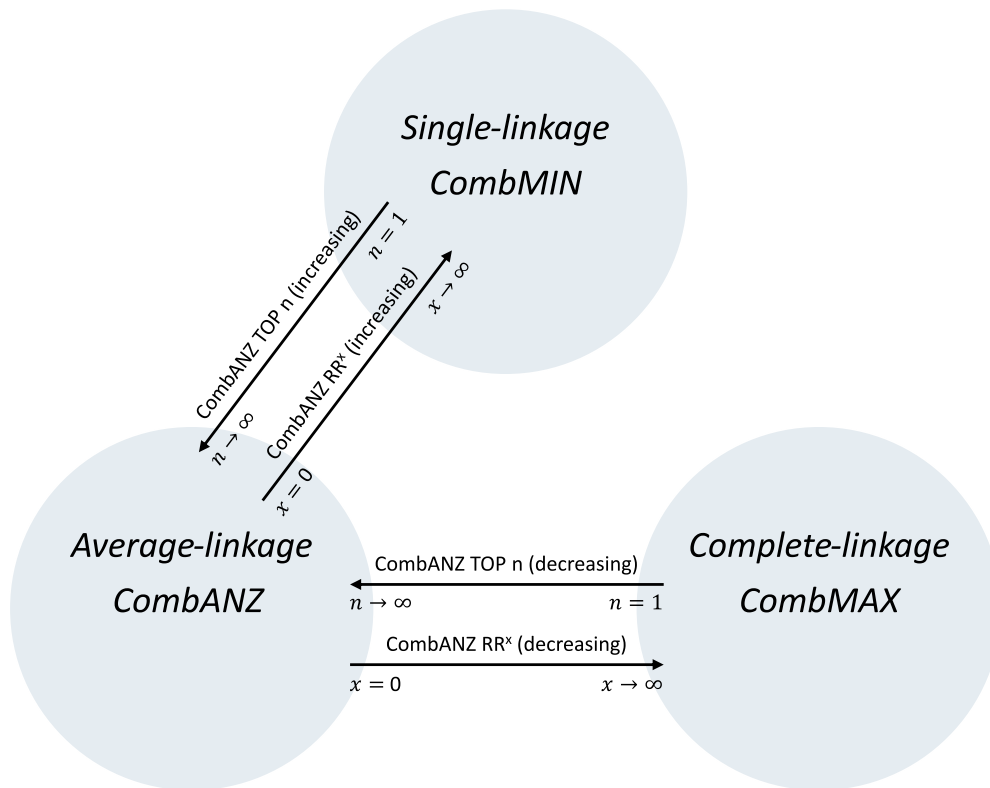 Single-linkage
CombMIN
CombANZ TOP n (increasing)
n = 1
n → ∞
CombANZ RRˣ (increasing)
x → ∞
x = 0
Average-linkage
CombANZ
Complete-linkage
CombMAX
CombANZ TOP n (decreasing)
n → ∞
n = 1
CombANZ RRˣ (decreasing)
x = 0
x → ∞